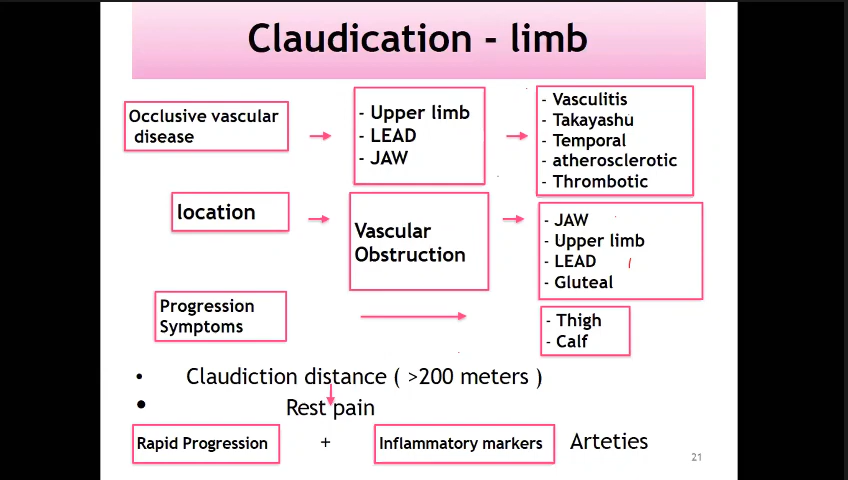 Claudication - limb
Occlusive vascular
disease
- Upper limb
- LEAD
- JAW
- Vasculitis
- Takayashu
- Temporal
- atherosclerotic
- Thrombotic
location
Vascular
Obstruction
- JAW
- Upper limb
- LEAD
- Gluteal
Progression
Symptoms
- Thigh
- Calf
• Claudiction distance ( >200 meters )
• Rest pain
Rapid Progression + Inflammatory markers Arteties
21